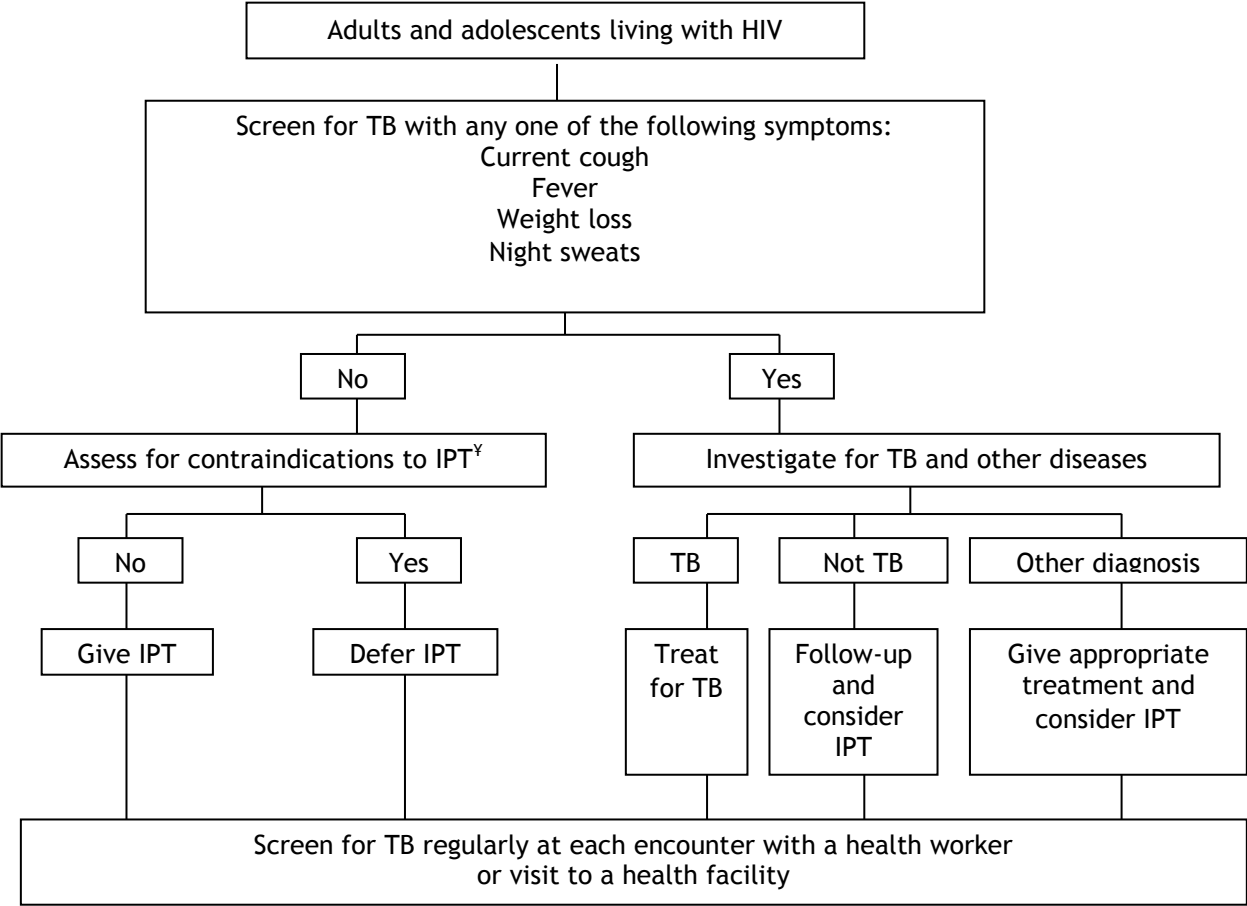 Adults and adolescents living with HIV
Screen for TB with any one of the following symptoms:
Current cough
Fever
Weight loss
Night sweats
No
Yes
Assess for contraindications to IPT¥
Investigate for TB and other diseases
No
Yes
TB
Not TB
Other diagnosis
Give IPT
Defer IPT
Treat
for TB
Follow-up
and
consider
IPT
Give appropriate
treatment and
consider IPT
Screen for TB regularly at each encounter with a health worker
or visit to a health facility